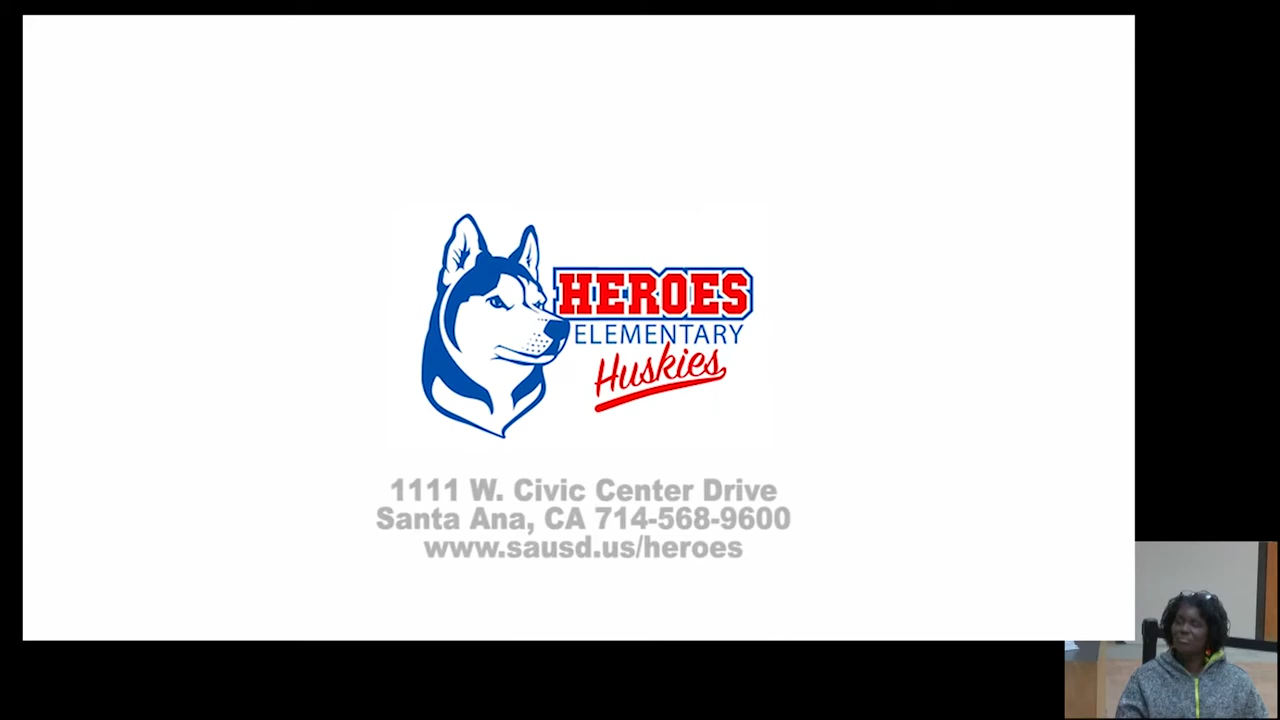 HEROES
ELEMENTARY
Huskies
1111 W. Civic Center Drive
Santa Ana, CA 714-568-9600
www.sausd.us/heroes